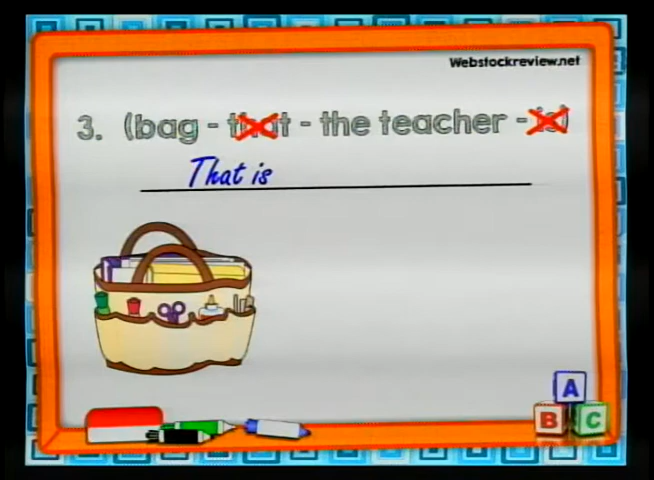 Webstockreview.net
3. (bag - that - the teacher - is)
That is
A
B C